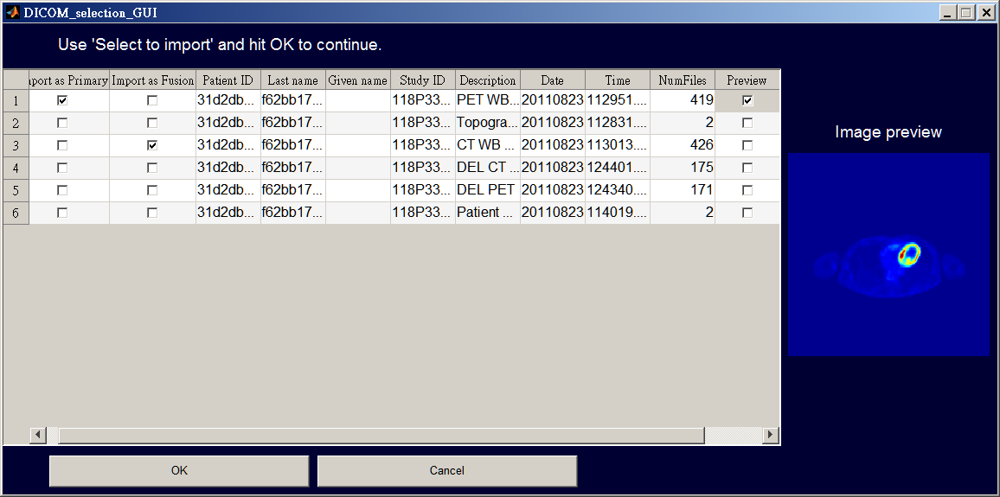 DICOM_selection_GUI
Use 'Select to import' and hit OK to continue.
nport as Primary Import as Fusion Patient ID Last name Given name Study ID Description Date Time NumFiles Preview
1 31d2db... f62bb17... 118P33... PET WB... 20110823 112951.... 419
2 31d2db... f62bb17... 118P33... Topogra... 20110823 112831.... 2
3 31d2db... f62bb17... 118P33... CT WB ... 20110823 113013.... 426
4 31d2db... f62bb17... 118P33... DEL CT ... 20110823 124401.... 175
5 31d2db... f62bb17... 118P33... DEL PET 20110823 124340.... 171
6 31d2db... f62bb17... 118P33... Patient ... 20110823 114019.... 2
Image preview
OK Cancel